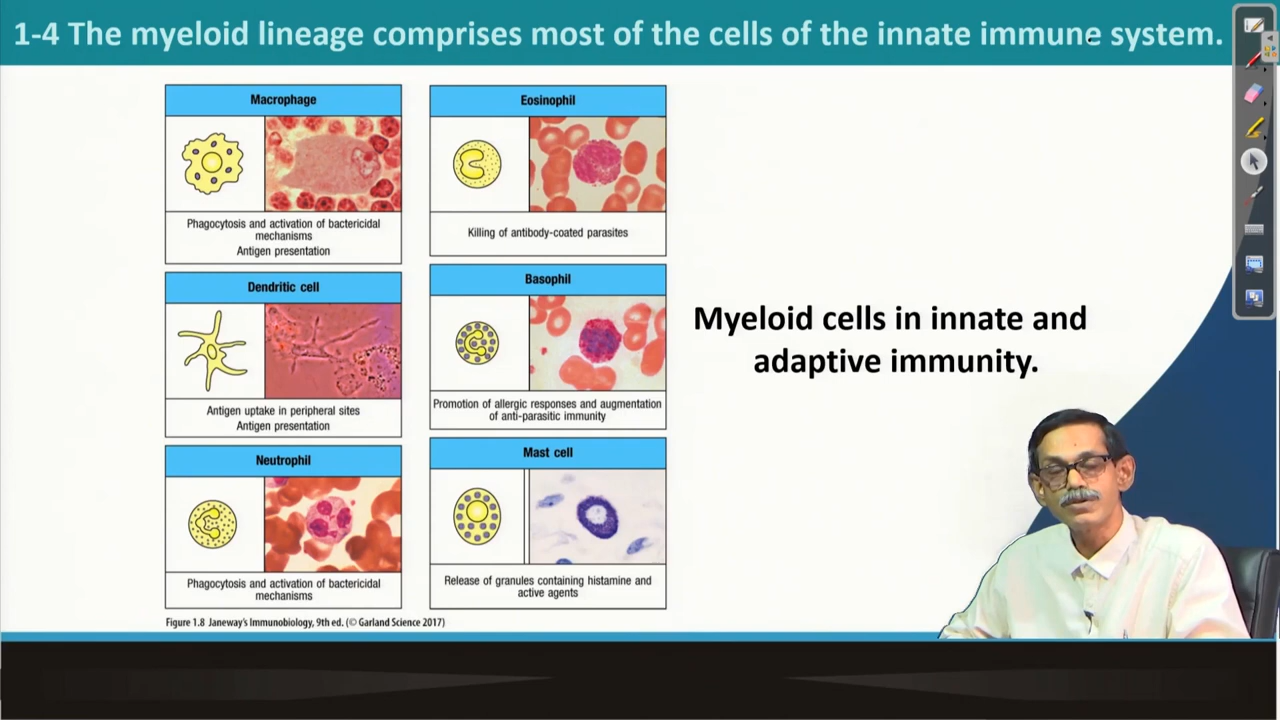 1-4 The myeloid lineage comprises most of the cells of the innate immune system.
Macrophage
Phagocytosis and activation of bactericidal
mechanisms
Antigen presentation
Dendritic cell
Antigen uptake in peripheral sites
Antigen presentation
Neutrophil
Phagocytosis and activation of bactericidal
mechanisms
Eosinophil
Killing of antibody-coated parasites
Basophil
Promotion of allergic responses and augmentation
of anti-parasitic immunity
Mast cell
Release of granules containing histamine and
active agents
Myeloid cells in innate and
adaptive immunity.
Figure 1.8 Janeway's Immunobiology, 9th ed. (© Garland Science 2017)